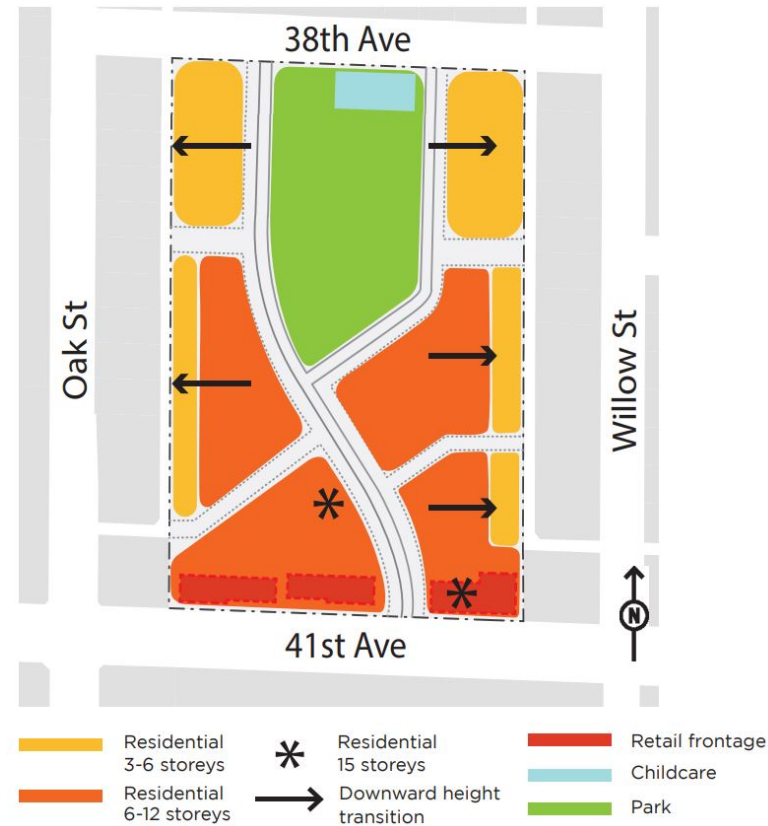 38th Ave
Oak St
Willow St
N
41st Ave
Residential
3-6 storeys
Residential
15 storeys
Retail frontage
Childcare
Residential
6-12 storeys
Downward height
transition
Park